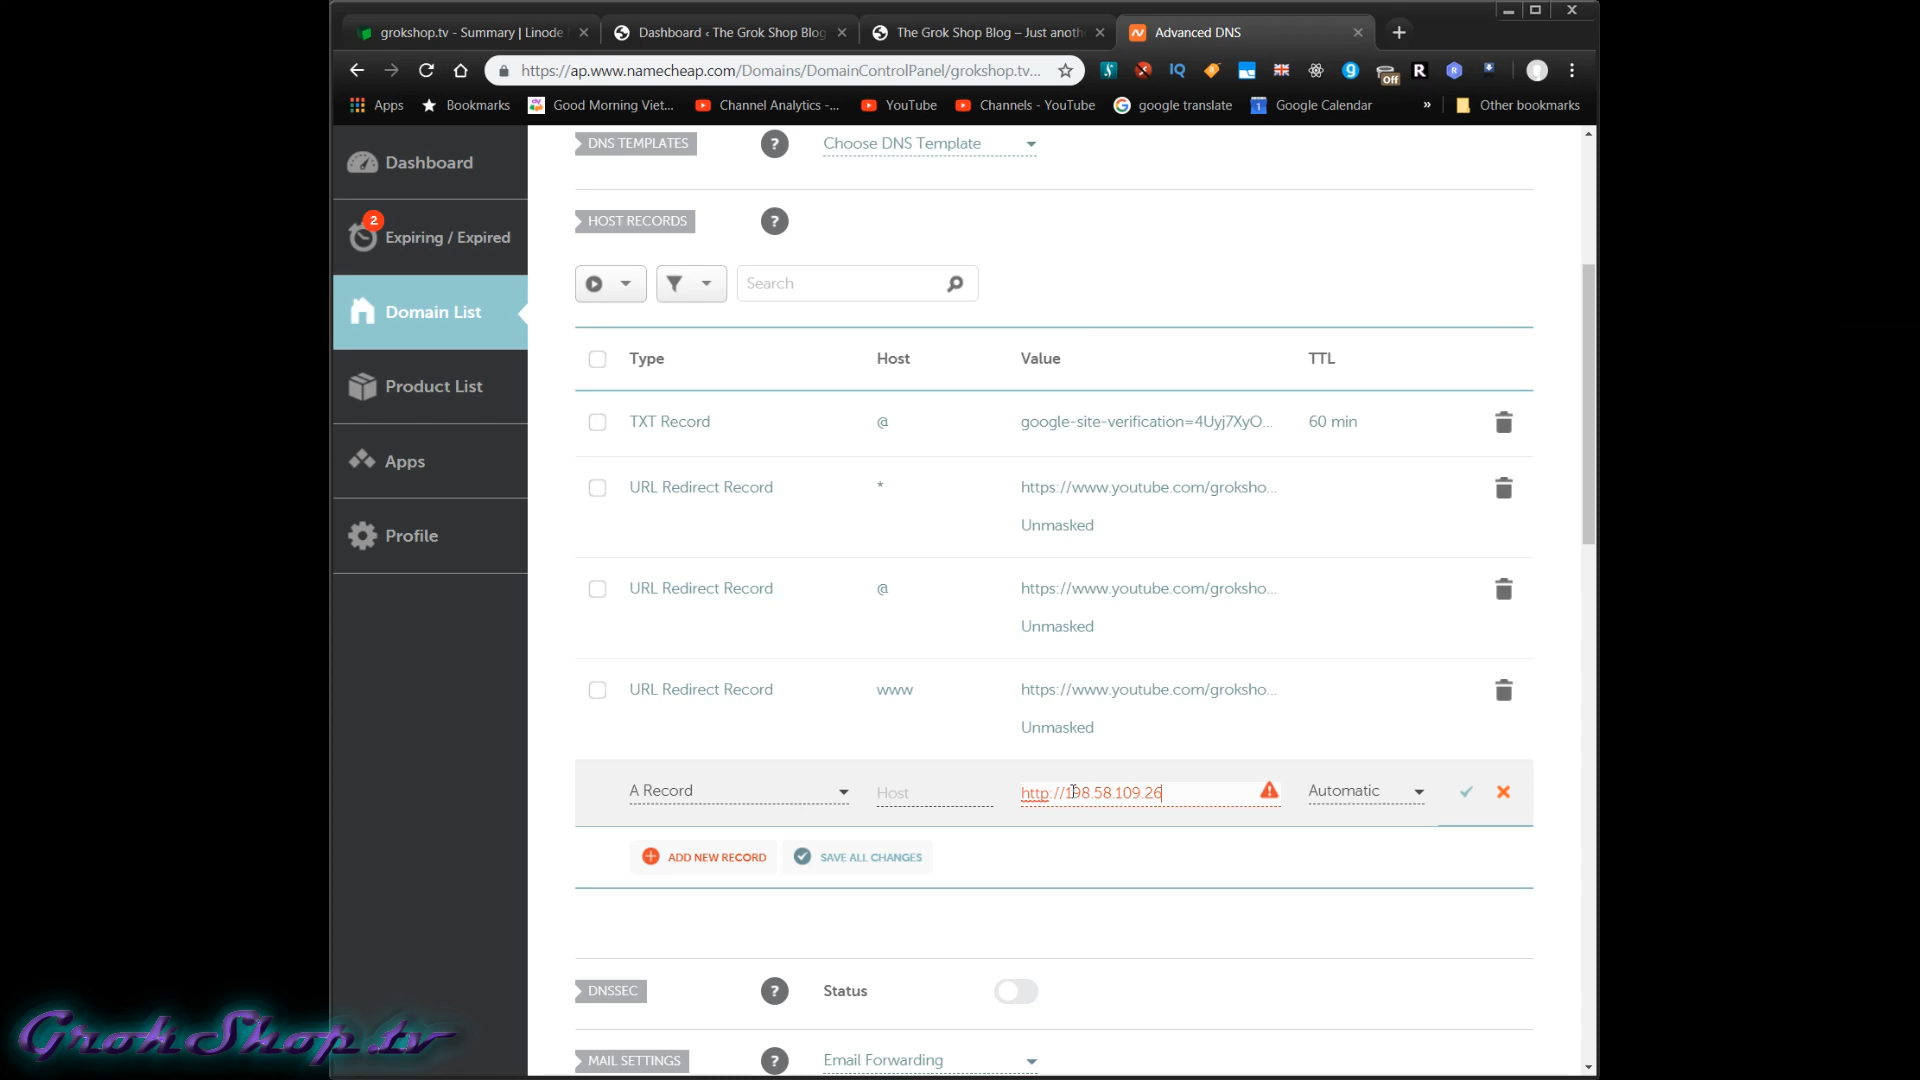 grokshop.tv - Summary | Linode
Dashboard ‹ The Grok Shop Blog
The Grok Shop Blog – Just anoth
Advanced DNS
https://ap.www.namecheap.com/Domains/DomainControlPanel/grokshop.tv...
IQ
Off
R
Apps
Bookmarks
Good Morning Viet...
Channel Analytics -...
YouTube
Channels - YouTube
google translate
Google Calendar
»
Other bookmarks
Dashboard
2
Expiring / Expired
Domain List
Product List
Apps
Profile
DNS TEMPLATES
?
Choose DNS Template
HOST RECORDS
?
Search
Type Host Value TTL
TXT Record @ google-site-verification=4Uyj7XyO... 60 min
URL Redirect Record * https://www.youtube.com/groksho...
Unmasked
URL Redirect Record @ https://www.youtube.com/groksho...
Unmasked
URL Redirect Record www https://www.youtube.com/groksho...
Unmasked
A Record Host http://198.58.109.26 Automatic
ADD NEW RECORD SAVE ALL CHANGES
DNSSEC ? Status
MAIL SETTINGS ? Email Forwarding
GrokShop.tv